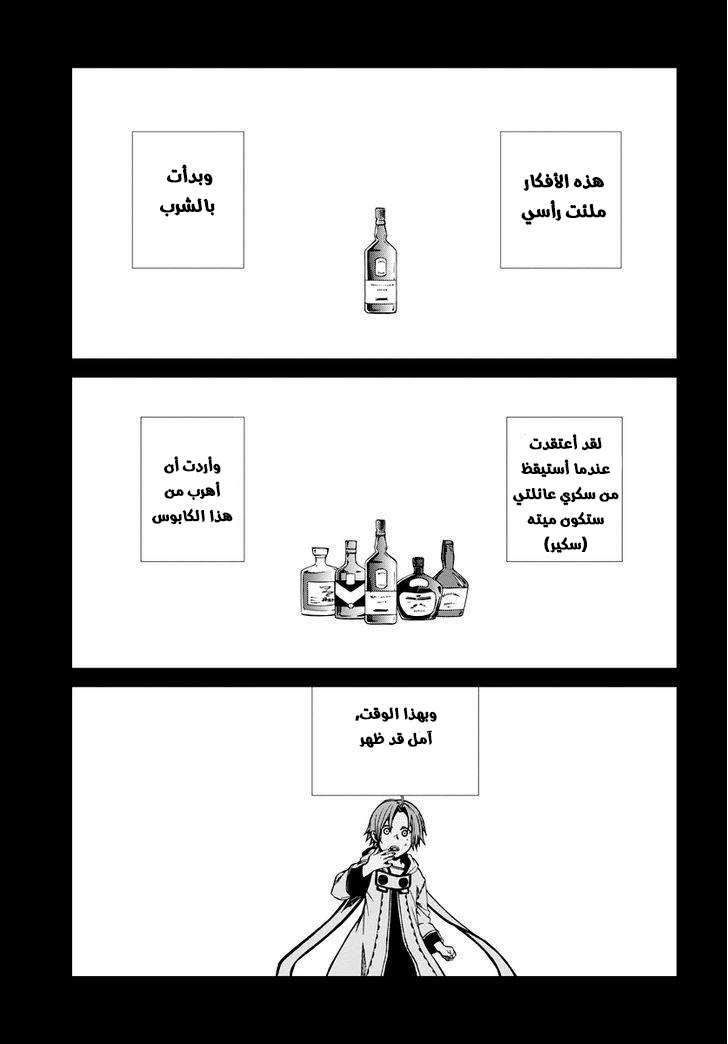 هذه الأفكار
ملئت رأسي
وبدأت
بالشرب
لقد أعتقدت
عندما أستيقظ
من سكري عائلتي
ستكون ميته
(سكير)
وأردت أن
أهرب من
هذا الكابوس
وبهذا الوقت,
آمل قد ظهر